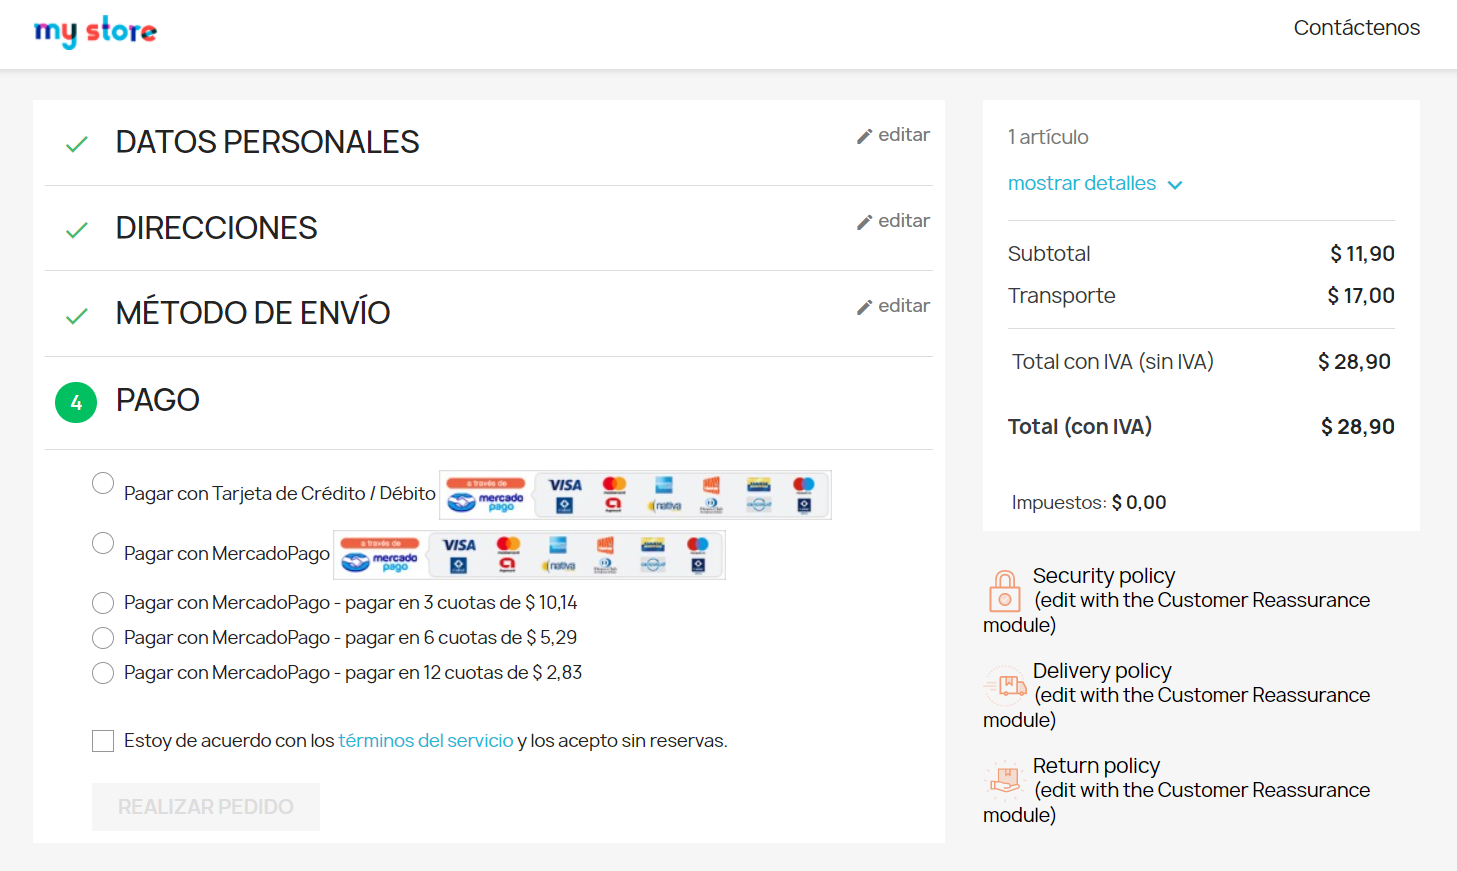 my store
Contáctenos
DATOS PERSONALES
editar
DIRECCIONES
editar
MÉTODO DE ENVÍO
editar
4 PAGO
Pagar con Tarjeta de Crédito / Débito
a través de
mercado
pago
VISA
nativa
Pagar con MercadoPago
a través de
mercado
pago
VISA
nativa
Pagar con MercadoPago - pagar en 3 cuotas de $ 10,14
Pagar con MercadoPago - pagar en 6 cuotas de $ 5,29
Pagar con MercadoPago - pagar en 12 cuotas de $ 2,83
Estoy de acuerdo con los términos del servicio y los acepto sin reservas.
REALIZAR PEDIDO
1 artículo
mostrar detalles
Subtotal $ 11,90
Transporte $ 17,00
Total con IVA (sin IVA) $ 28,90
Total (con IVA) $ 28,90
Impuestos: $ 0,00
Security policy
(edit with the Customer Reassurance
module)
Delivery policy
(edit with the Customer Reassurance
module)
Return policy
(edit with the Customer Reassurance
module)